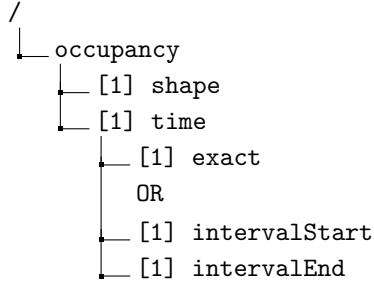 /
occupancy
[1] shape
[1] time
[1] exact
OR
[1] intervalStart
[1] intervalEnd